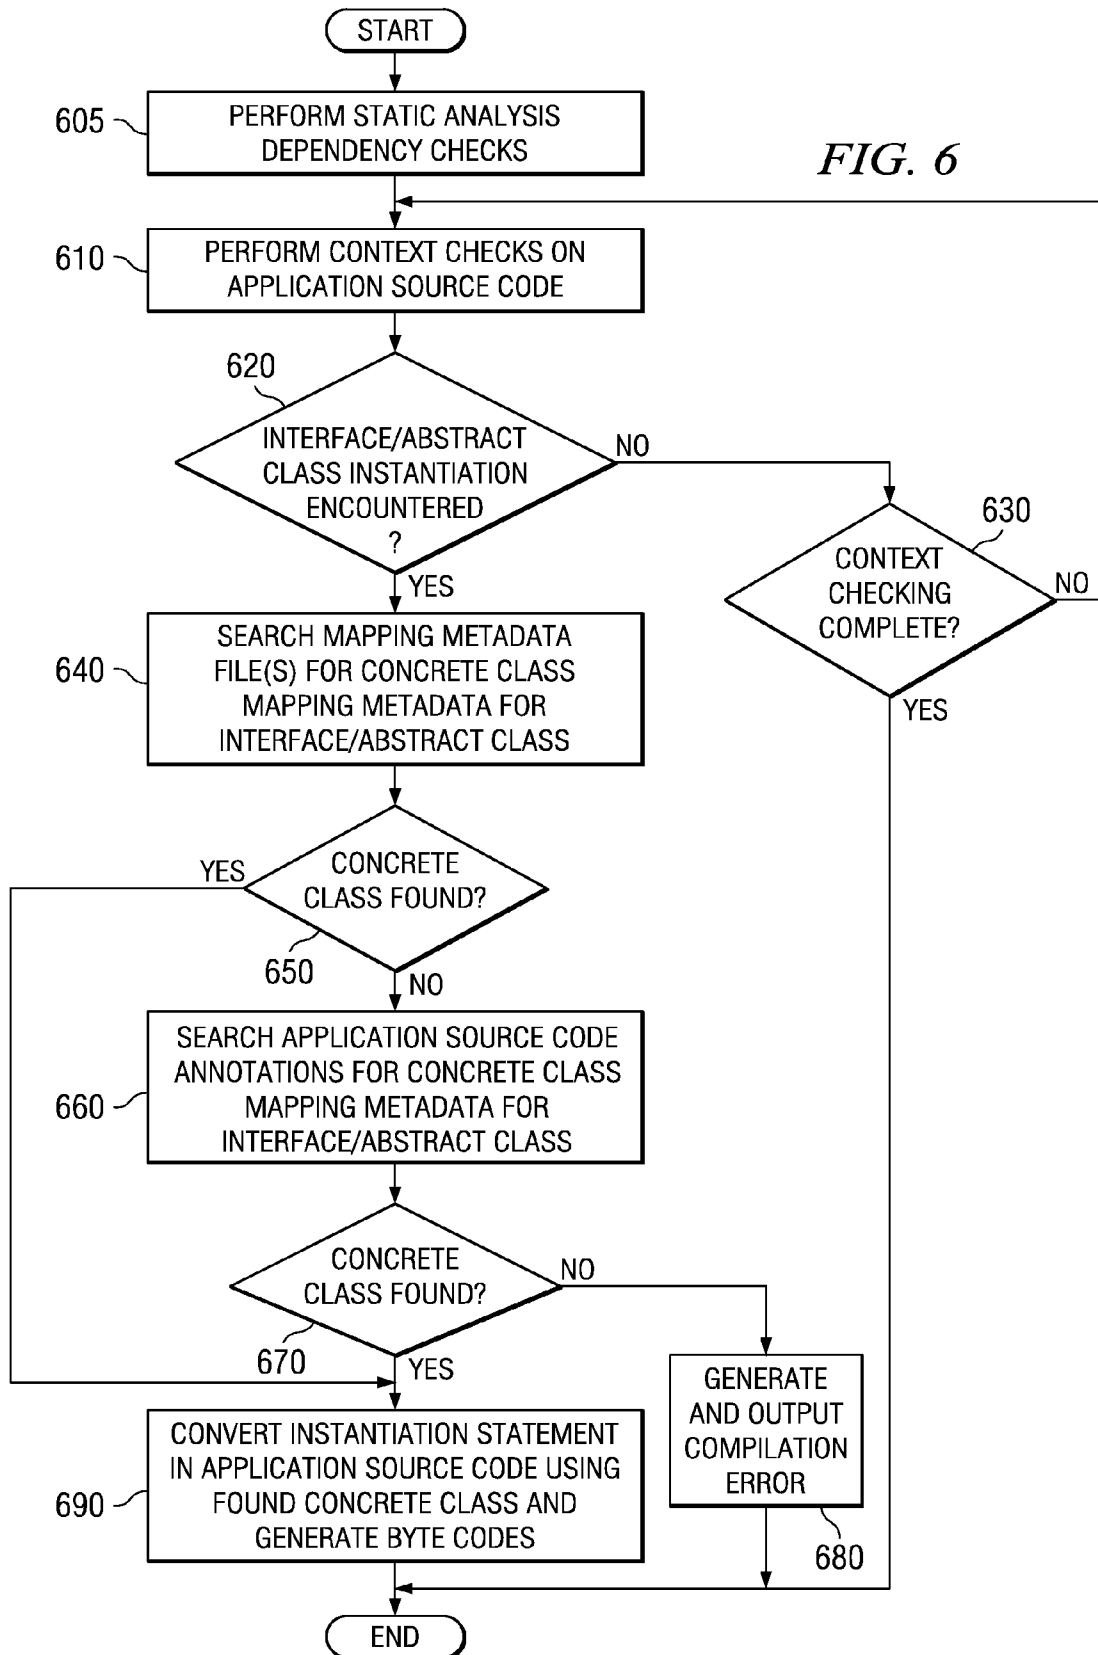 START
605
PERFORM STATIC ANALYSIS
DEPENDENCY CHECKS
FIG. 6
610
PERFORM CONTEXT CHECKS ON
APPLICATION SOURCE CODE
620
INTERFACE/ABSTRACT
CLASS INSTANTIATION
ENCOUNTERED
?
NO
YES
630
CONTEXT
CHECKING
COMPLETE?
NO
YES
640
SEARCH MAPPING METADATA
FILE(S) FOR CONCRETE CLASS
MAPPING METADATA FOR
INTERFACE/ABSTRACT CLASS
YES
CONCRETE
CLASS FOUND?
650
NO
660
SEARCH APPLICATION SOURCE CODE
ANNOTATIONS FOR CONCRETE CLASS
MAPPING METADATA FOR
INTERFACE/ABSTRACT CLASS
CONCRETE
CLASS FOUND?
NO
670
YES
GENERATE
AND OUTPUT
COMPILATION
ERROR
680
690
CONVERT INSTANTIATION STATEMENT
IN APPLICATION SOURCE CODE USING
FOUND CONCRETE CLASS AND
GENERATE BYTE CODES
END